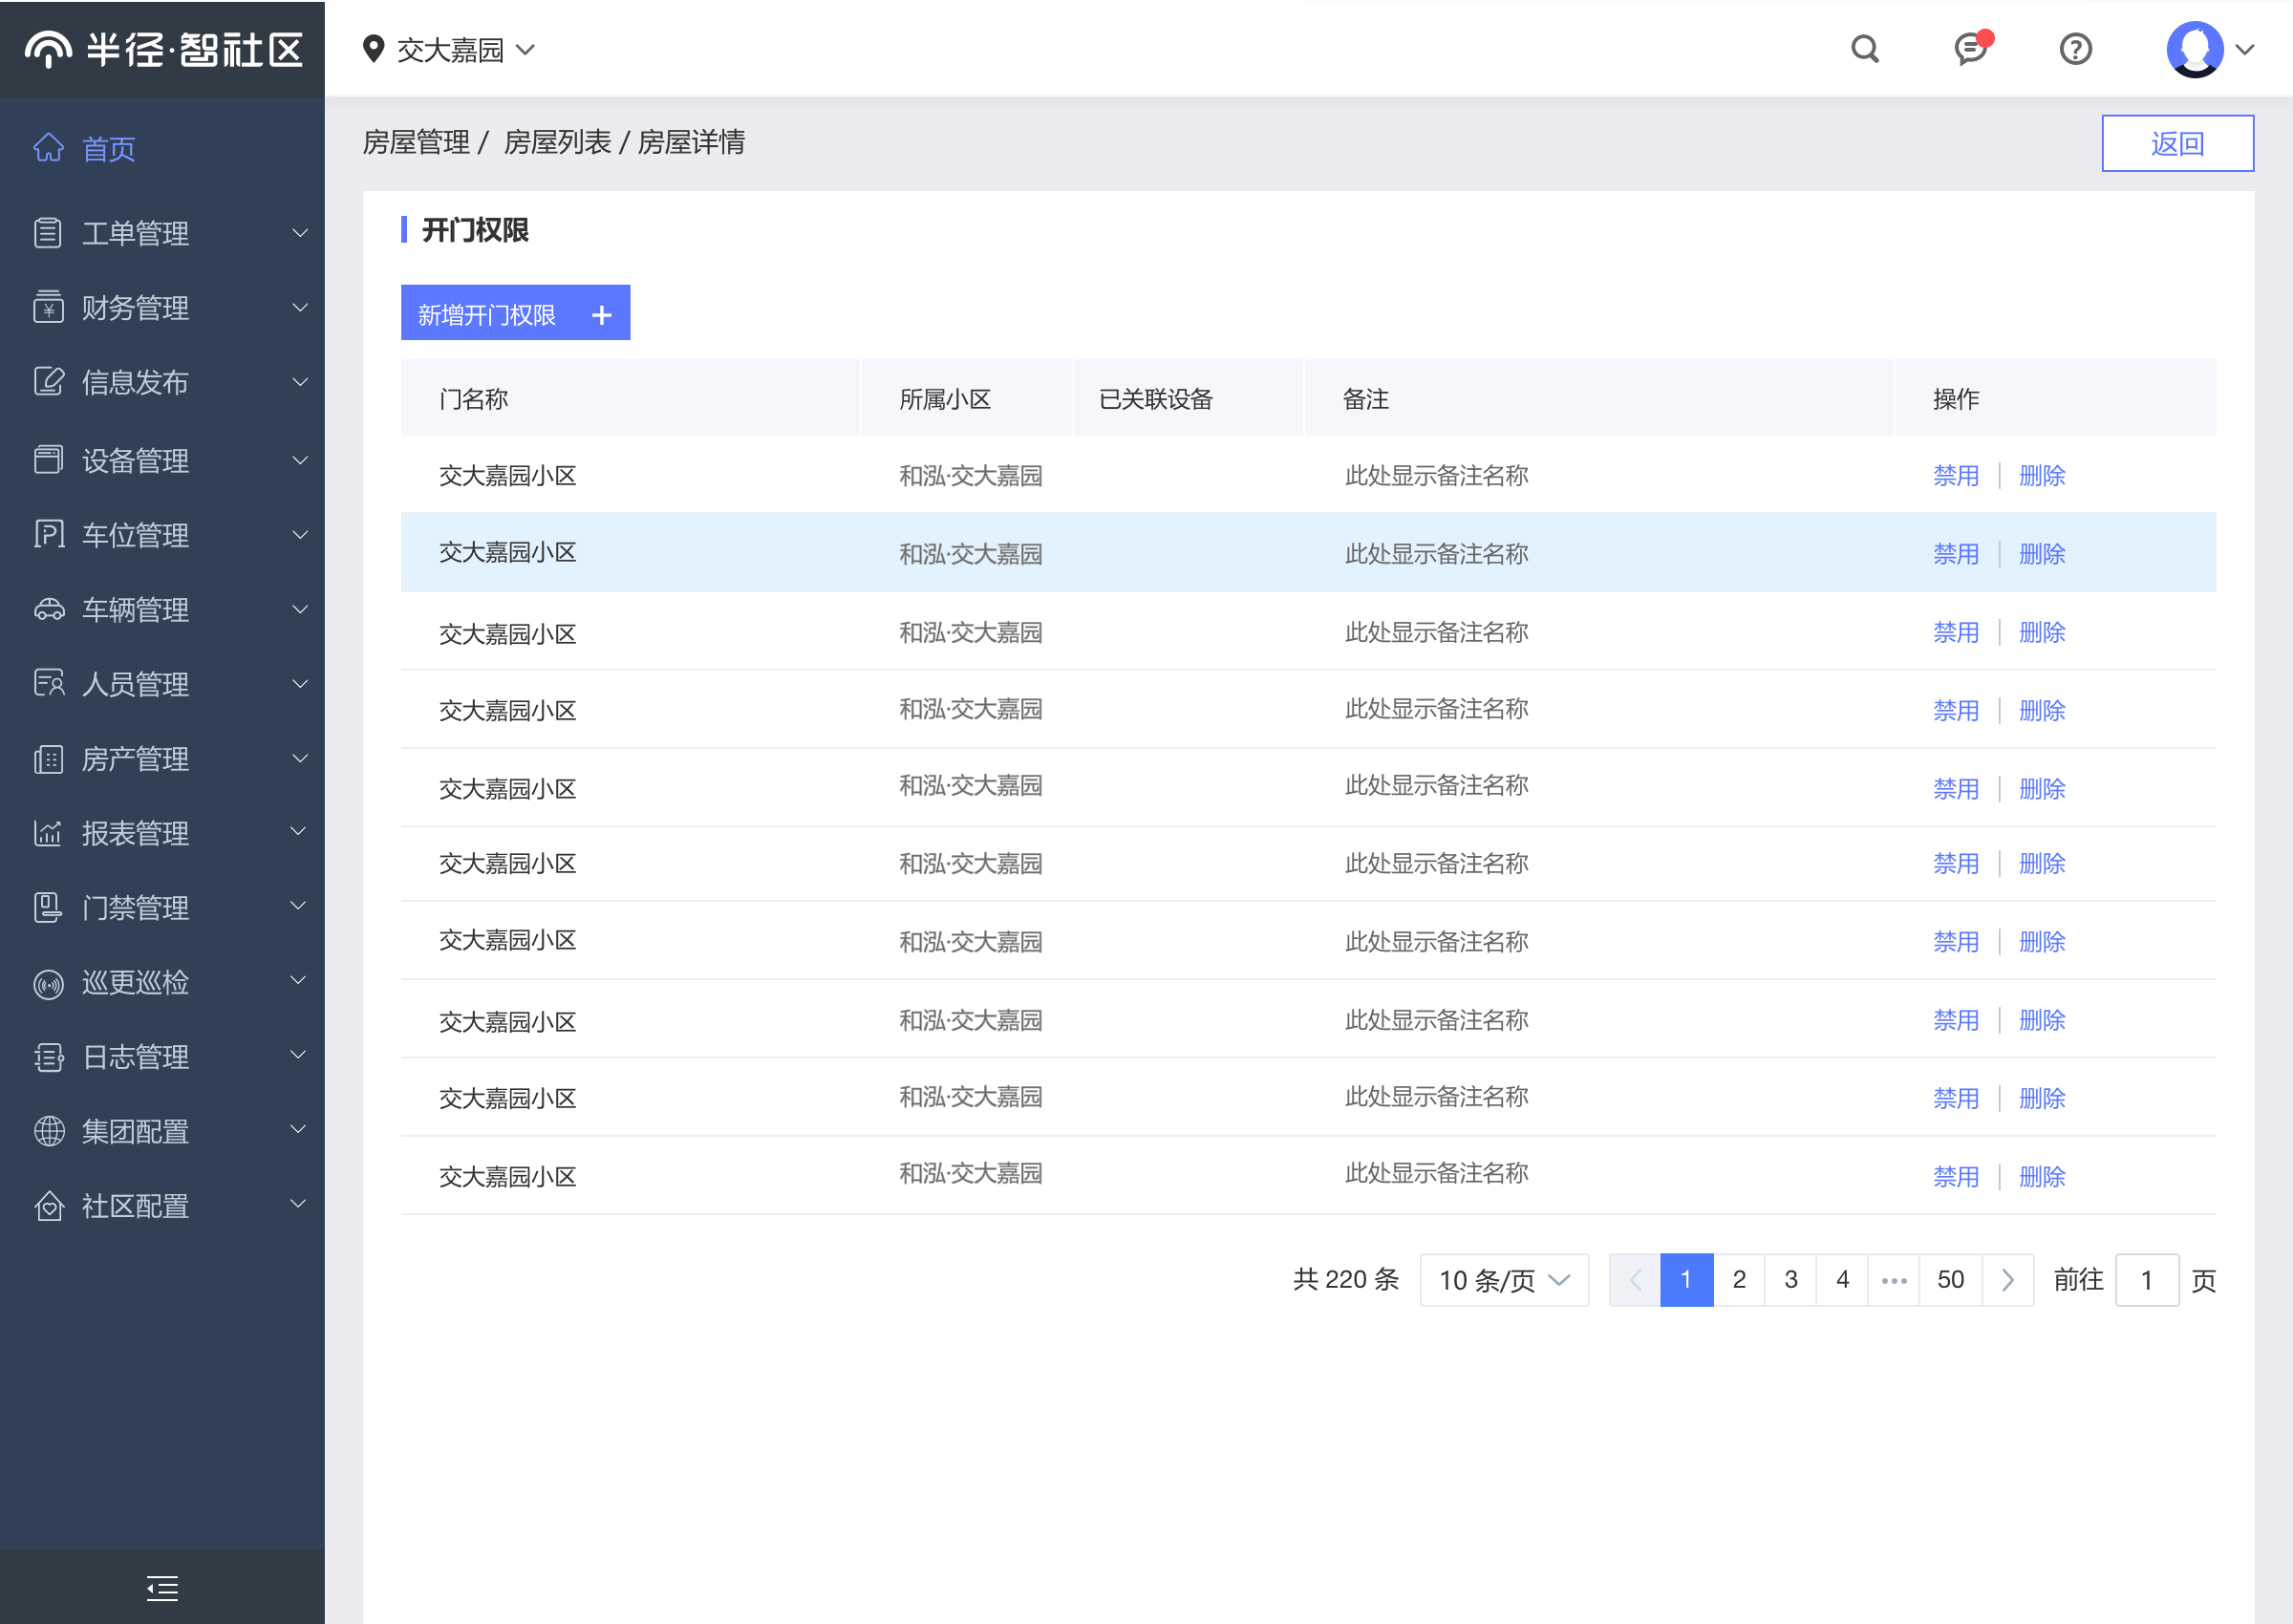 半径·智社区
交大嘉园
首页
工单管理
财务管理
信息发布
设备管理
车位管理
车辆管理
人员管理
房产管理
报表管理
门禁管理
巡更巡检
日志管理
集团配置
社区配置
房屋管理 / 房屋列表 / 房屋详情
返回
开门权限
新增开门权限 +
门名称 所属小区 已关联设备 备注 操作
交大嘉园小区 和泓·交大嘉园 此处显示备注名称 禁用 删除
交大嘉园小区 和泓·交大嘉园 此处显示备注名称 禁用 删除
交大嘉园小区 和泓·交大嘉园 此处显示备注名称 禁用 删除
交大嘉园小区 和泓·交大嘉园 此处显示备注名称 禁用 删除
交大嘉园小区 和泓·交大嘉园 此处显示备注名称 禁用 删除
交大嘉园小区 和泓·交大嘉园 此处显示备注名称 禁用 删除
交大嘉园小区 和泓·交大嘉园 此处显示备注名称 禁用 删除
交大嘉园小区 和泓·交大嘉园 此处显示备注名称 禁用 删除
交大嘉园小区 和泓·交大嘉园 此处显示备注名称 禁用 删除
交大嘉园小区 和泓·交大嘉园 此处显示备注名称 禁用 删除
共 220 条 10 条/页 1 2 3 4 ••• 50 前往 1 页